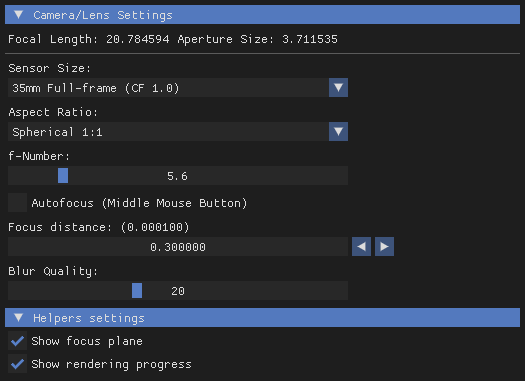 Camera/Lens Settings
Focal Length: 20.784594 Aperture Size: 3.711535
Sensor Size:
35mm Full-frame (CF 1.0)
Aspect Ratio:
Spherical 1:1
f-Number:
5.6
Autofocus (Middle Mouse Button)
Focus distance: (0.000100)
0.300000
Blur Quality:
20
Helpers settings
Show focus plane
Show rendering progress